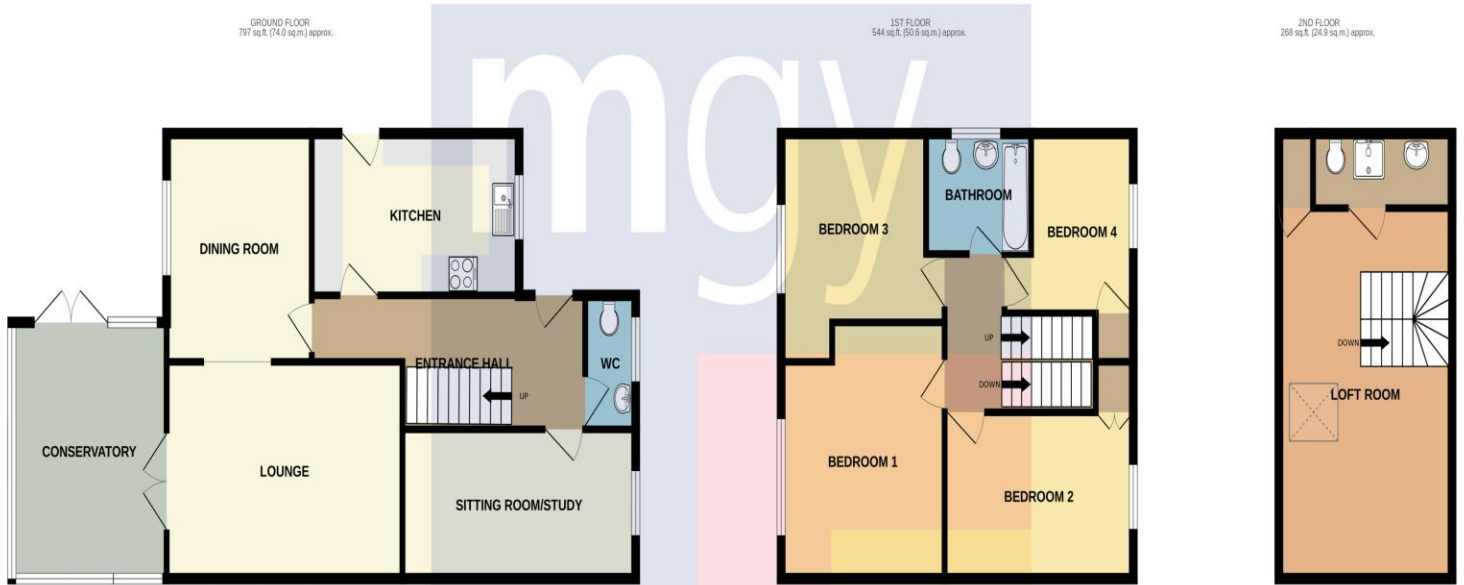 GROUND FLOOR
797 sq.ft. (74.0 sq.m.) approx.
1ST FLOOR
544 sq.ft. (50.6 sq.m.) approx.
2ND FLOOR
268 sq.ft. (24.9 sq.m.) approx.
mgy
DINING ROOM
KITCHEN
ENTRANCE HALL
UP
WC
CONSERVATORY
LOUNGE
SITTING ROOM/STUDY
BEDROOM 3
BATHROOM
BEDROOM 4
UP
DOWN
BEDROOM 1
BEDROOM 2
DOWN
LOFT ROOM